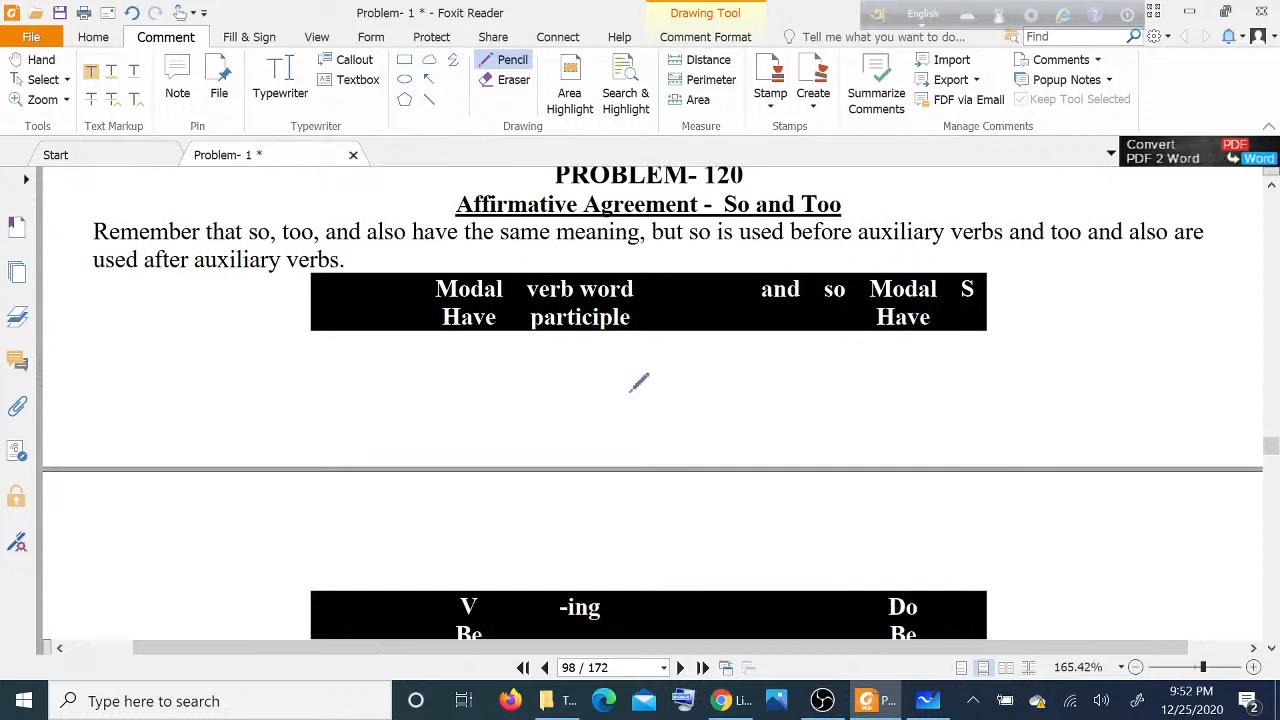 Problem- 1 * - Foxit Reader
Drawing Tool
English
File Home Comment View Form Protect Share Connect Help Fill & Sign Comment Format Tell me what you want to do... Find
Hand
Select
Zoom
Tools
Text Markup
Note
File
Pin
Typewriter
Callout
Textbox
Typewriter
Pencil
Eraser
Area Highlight
Search & Highlight
Drawing
Distance
Perimeter
Area
Measure
Stamp
Create
Stamps
Summarize Comments
Import
Export
FDF via Email
Comments
Popup Notes
Keep Tool Selected
Manage Comments
Start
Problem- 1 *
Convert PDF
PDF 2 Word Word
PROBLEM- 120
Affirmative Agreement - So and Too
Remember that so, too, and also have the same meaning, but so is used before auxiliary verbs and too and also are
used after auxiliary verbs.
Modal verb word and so Modal S
Have participle Have
V -ing Do
Be Be
98 / 172
165.42%
Type here to search
T...
Li...
P...
9:52 PM
12/25/2020
2